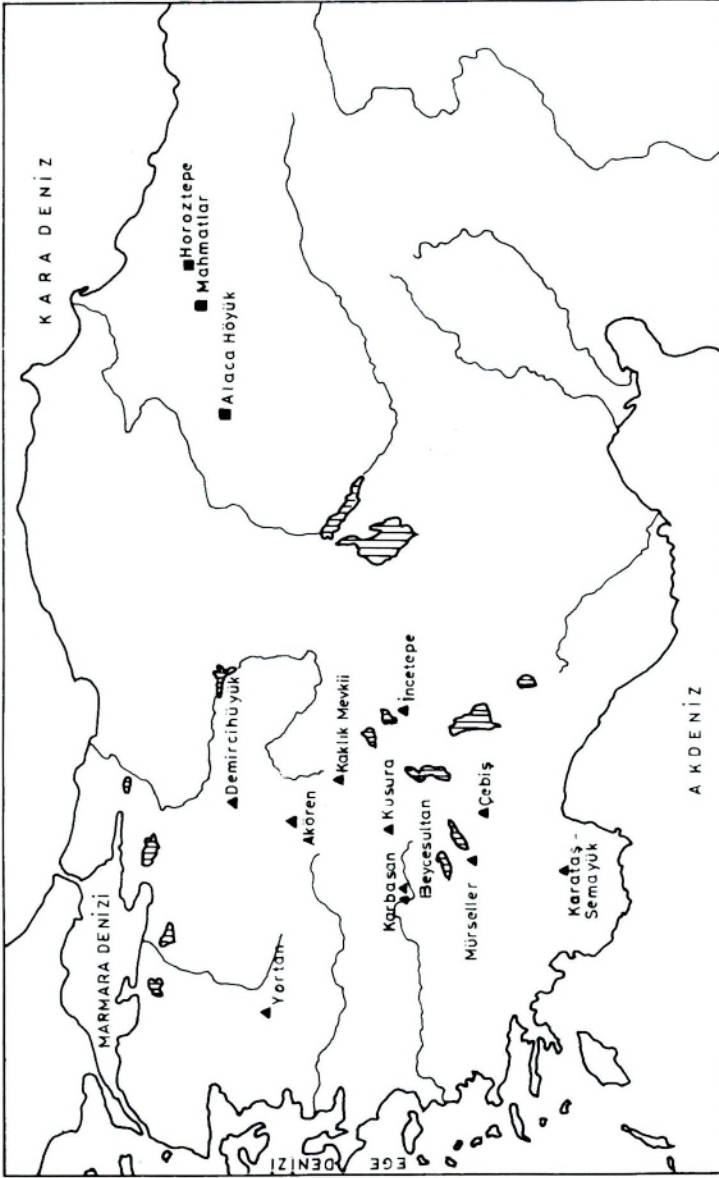 KARA DENİZ
MARMARA DENİZİ
EGE
DENİZİ
AKDENİZ
Horoztepe
Mahmatlar
Alaca Höyük
Demircihüyük
Yortan
Akören
Kaklık Mevkii
Kusura
İncetepe
Karbasan
Beycesultan
Mürseller
Çebiş
Karataş-
Semayük